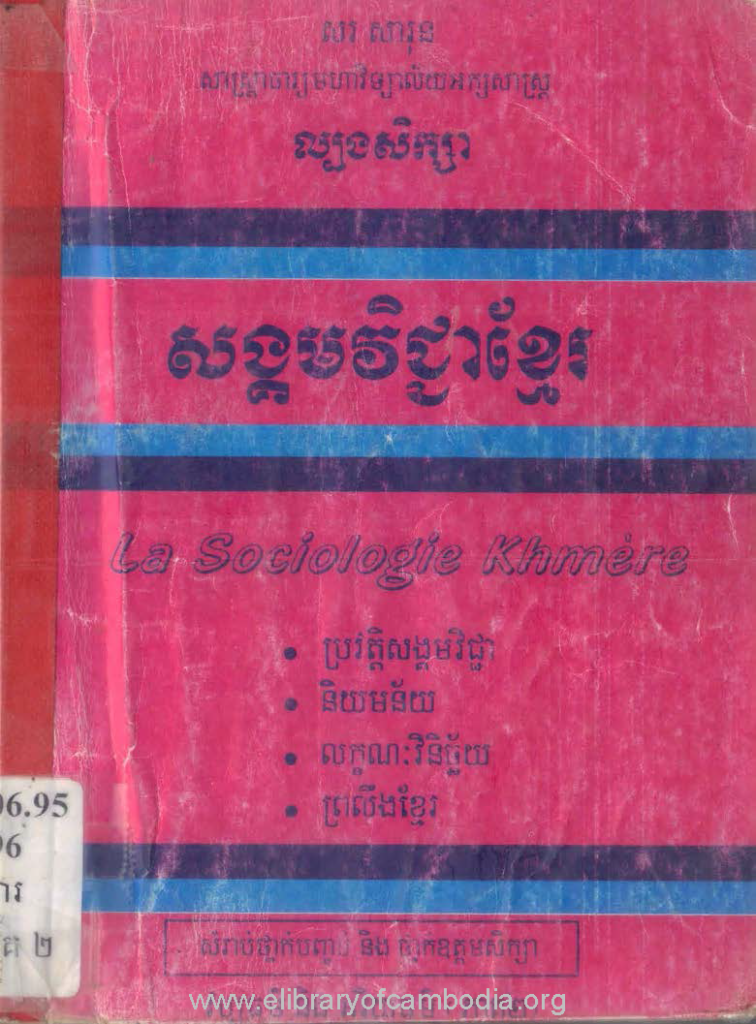 សរ សារុន
សាស្ត្រាចារ្យមហាវិទ្យាល័យអក្សរសាស្ត្រ
ល្បងសិក្សា
សង្គមវិជ្ជាខ្មែរ
La Sociologie Khmère
• ប្រវត្តិសង្គមវិជ្ជា
• និយមន័យ
• លក្ខណៈវិនិច្ឆ័យ
• ព្រលឹងខ្មែរ
06.95
96
ារ
គ ២
សំរាប់ថ្នាក់បញ្ចប់ និង ថ្នាក់ឧត្តមសិក្សា
www.elibraryofcambodia.org